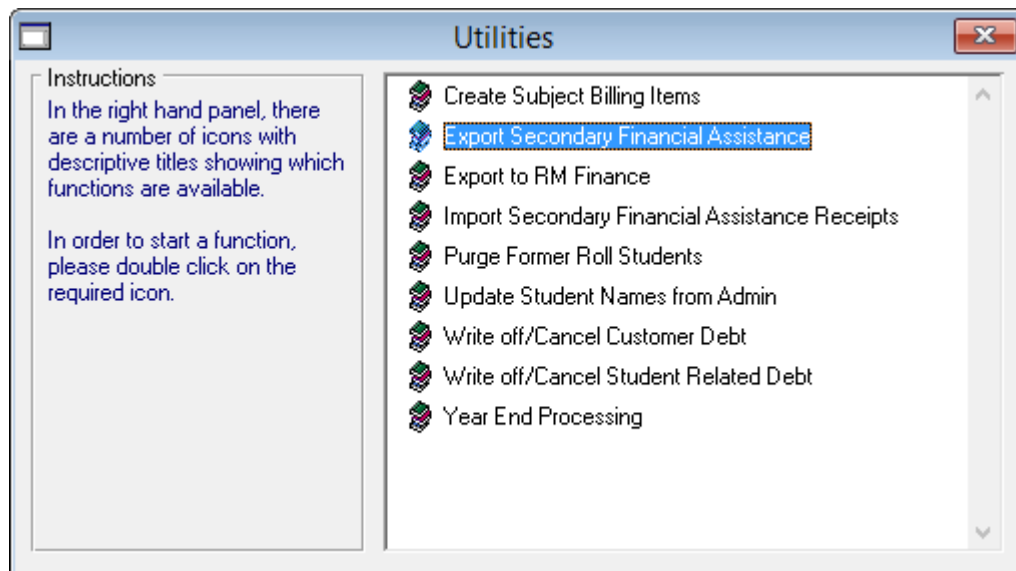 Utilities
Instructions
In the right hand panel, there
are a number of icons with
descriptive titles showing which
functions are available.
In order to start a function,
please double click on the
required icon.
Create Subject Billing Items
Export Secondary Financial Assistance
Export to RM Finance
Import Secondary Financial Assistance Receipts
Purge Former Roll Students
Update Student Names from Admin
Write off/Cancel Customer Debt
Write off/Cancel Student Related Debt
Year End Processing